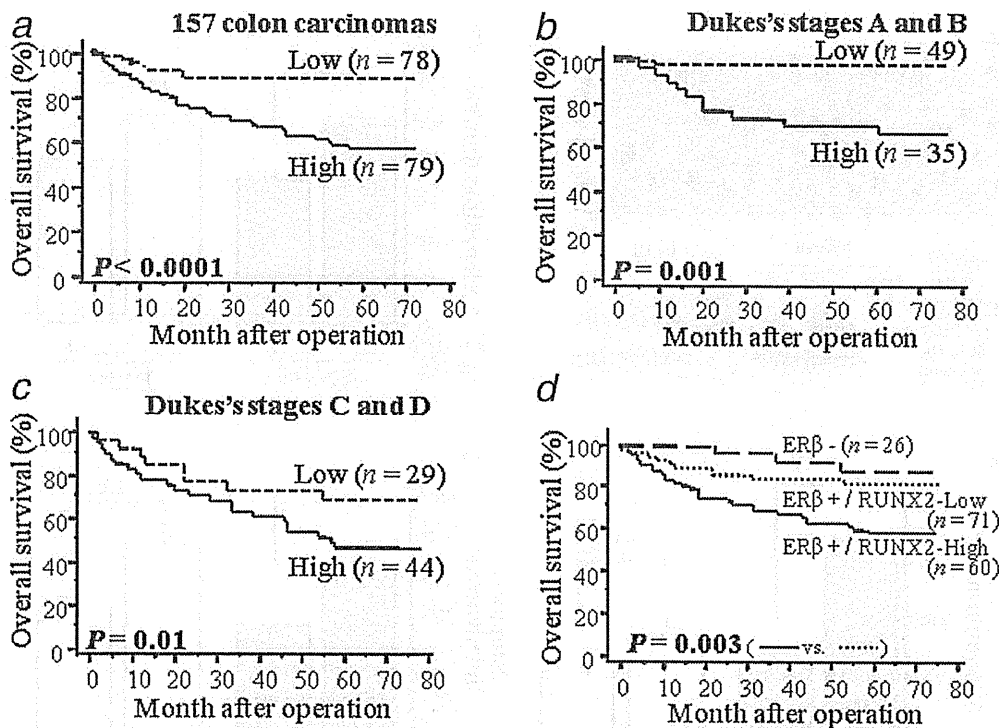 a
157 colon carcinomas
Overall survival (%)
100
80
60
40
20
0
Low (n = 78)
High (n = 79)
P < 0.0001
0 10 20 30 40 50 60 70 80
Month after operation
b
Dukes's stages A and B
Overall survival (%)
100
80
60
40
20
0
Low (n = 49)
High (n = 35)
P = 0.001
0 10 20 30 40 50 60 70 80
Month after operation
c
Dukes's stages C and D
Overall survival (%)
100
80
60
40
20
0
Low (n = 29)
High (n = 44)
P = 0.01
0 10 20 30 40 50 60 70 80
Month after operation
d
Overall survival (%)
100
80
60
40
20
0
ERβ - (n = 26)
ERβ + / RUNX2-Low
(n = 71)
ERβ + / RUNX2-High
(n = 60)
P = 0.003 ( vs. )
0 10 20 30 40 50 60 70 80
Month after operation